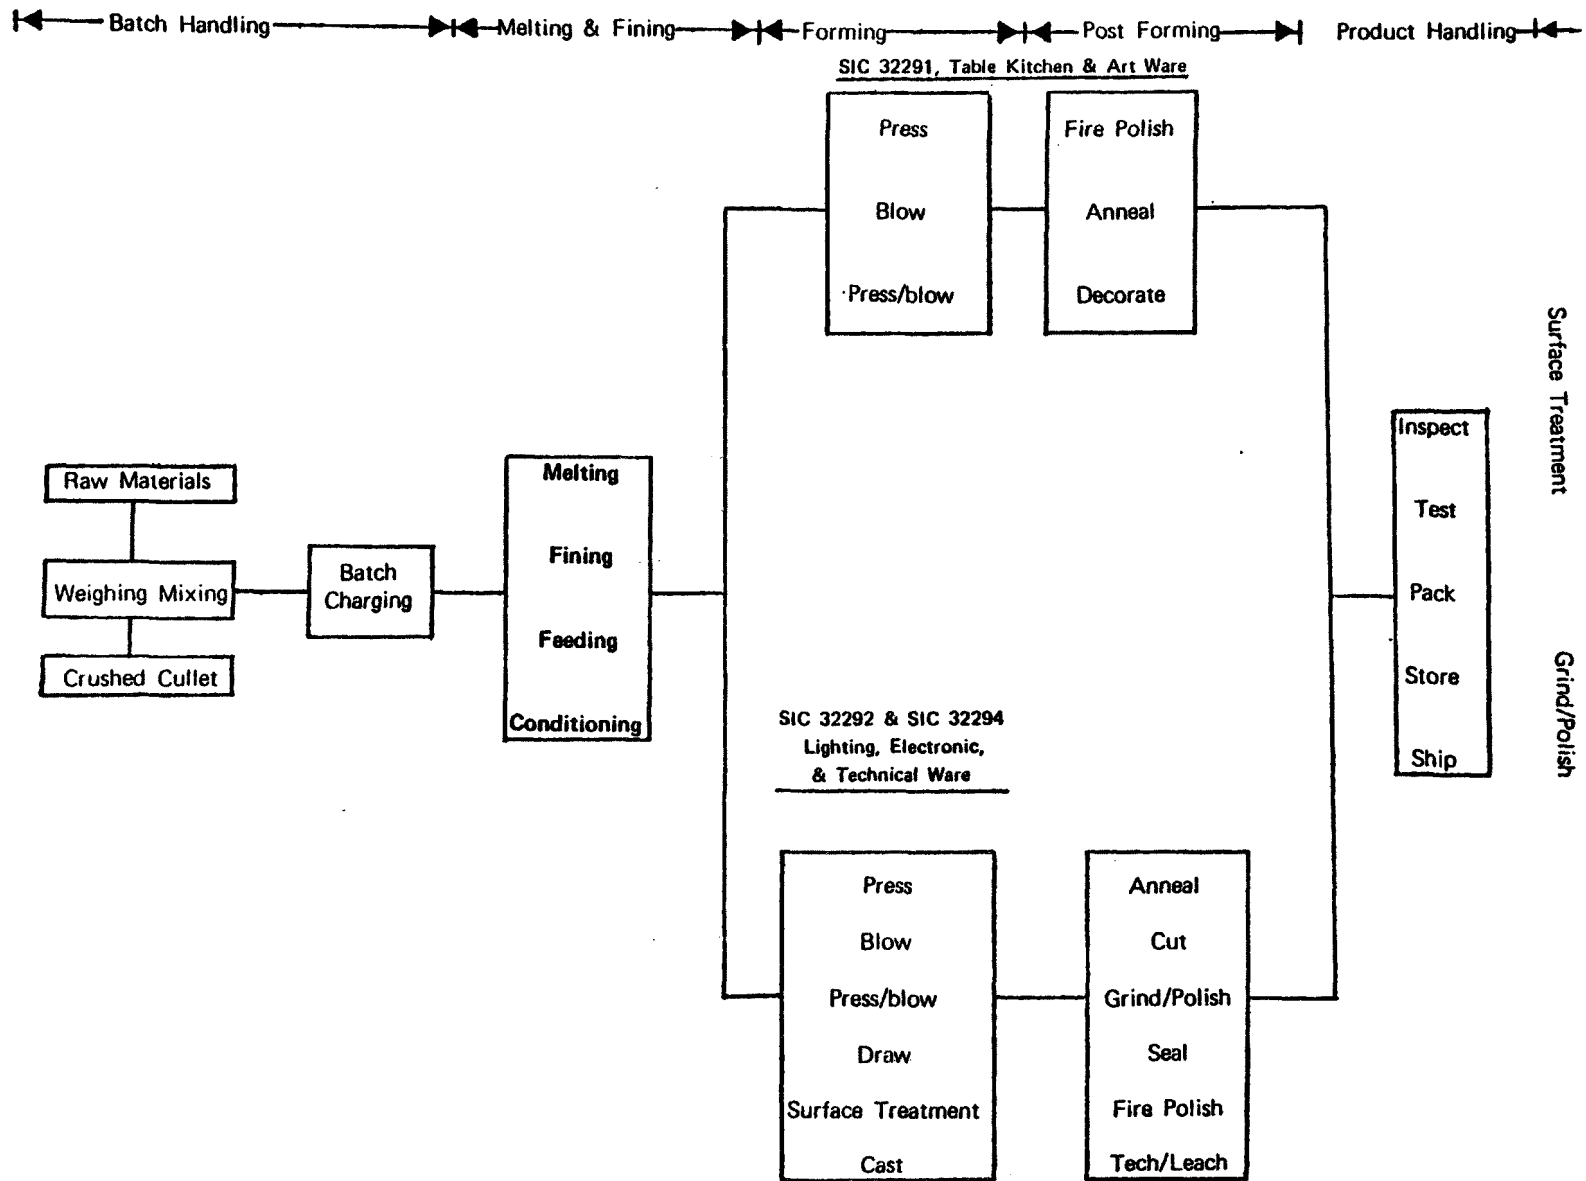 Batch Handling
Melting & Fining
Forming
Post Forming
Product Handling
SIC 32291, Table Kitchen & Art Ware
Press
Blow
Press/blow
Fire Polish
Anneal
Decorate
Raw Materials
Weighing Mixing
Crushed Cullet
Batch
Charging
Melting
Fining
Feeding
Conditioning
SIC 32292 & SIC 32294
Lighting, Electronic,
& Technical Ware
Press
Blow
Press/blow
Draw
Surface Treatment
Cast
Anneal
Cut
Grind/Polish
Seal
Fire Polish
Tech/Leach
Inspect
Test
Pack
Store
Ship
Surface Treatment
Grind/Polish